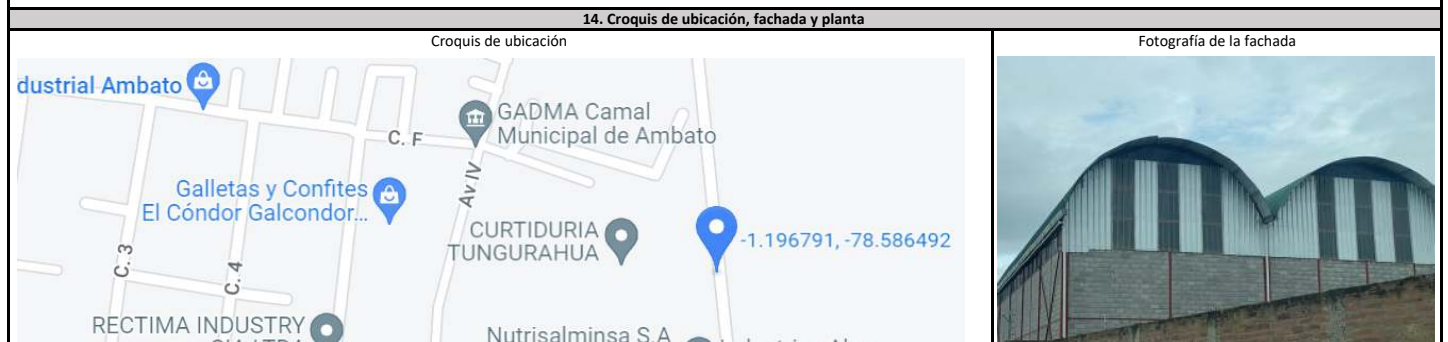 14. Croquis de ubicación, fachada y planta
Croquis de ubicación
Fotografía de la fachada
dustrial Ambato
GADMA Camal
Municipal de Ambato
C. F
Av.IV
Galletas y Confites
El Cóndor Galcondor...
CURTIDURIA
TUNGURAHUA
-1.196791, -78.586492
C. 3
C. 4
RECTIMA INDUSTRY
Nutrisalminsa S.A